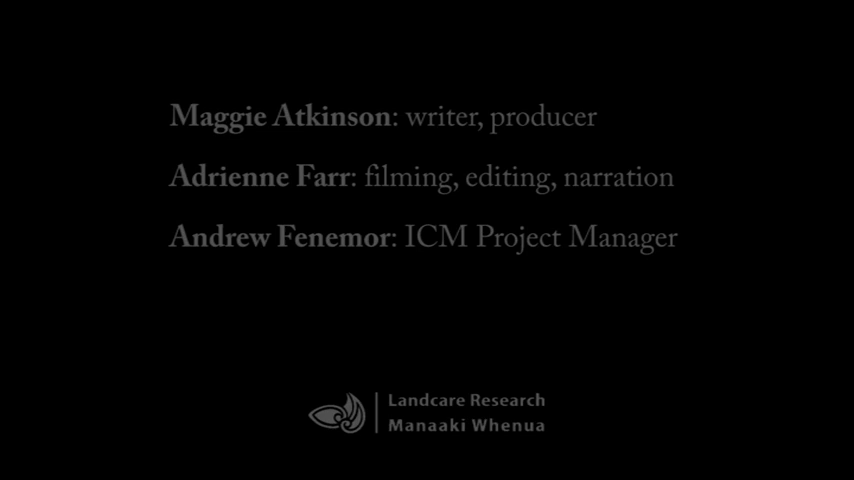 Maggie Atkinson: writer, producer
Adrienne Farr: filming, editing, narration
Andrew Fenemor: ICM Project Manager
Landcare Research
Manaaki Whenua